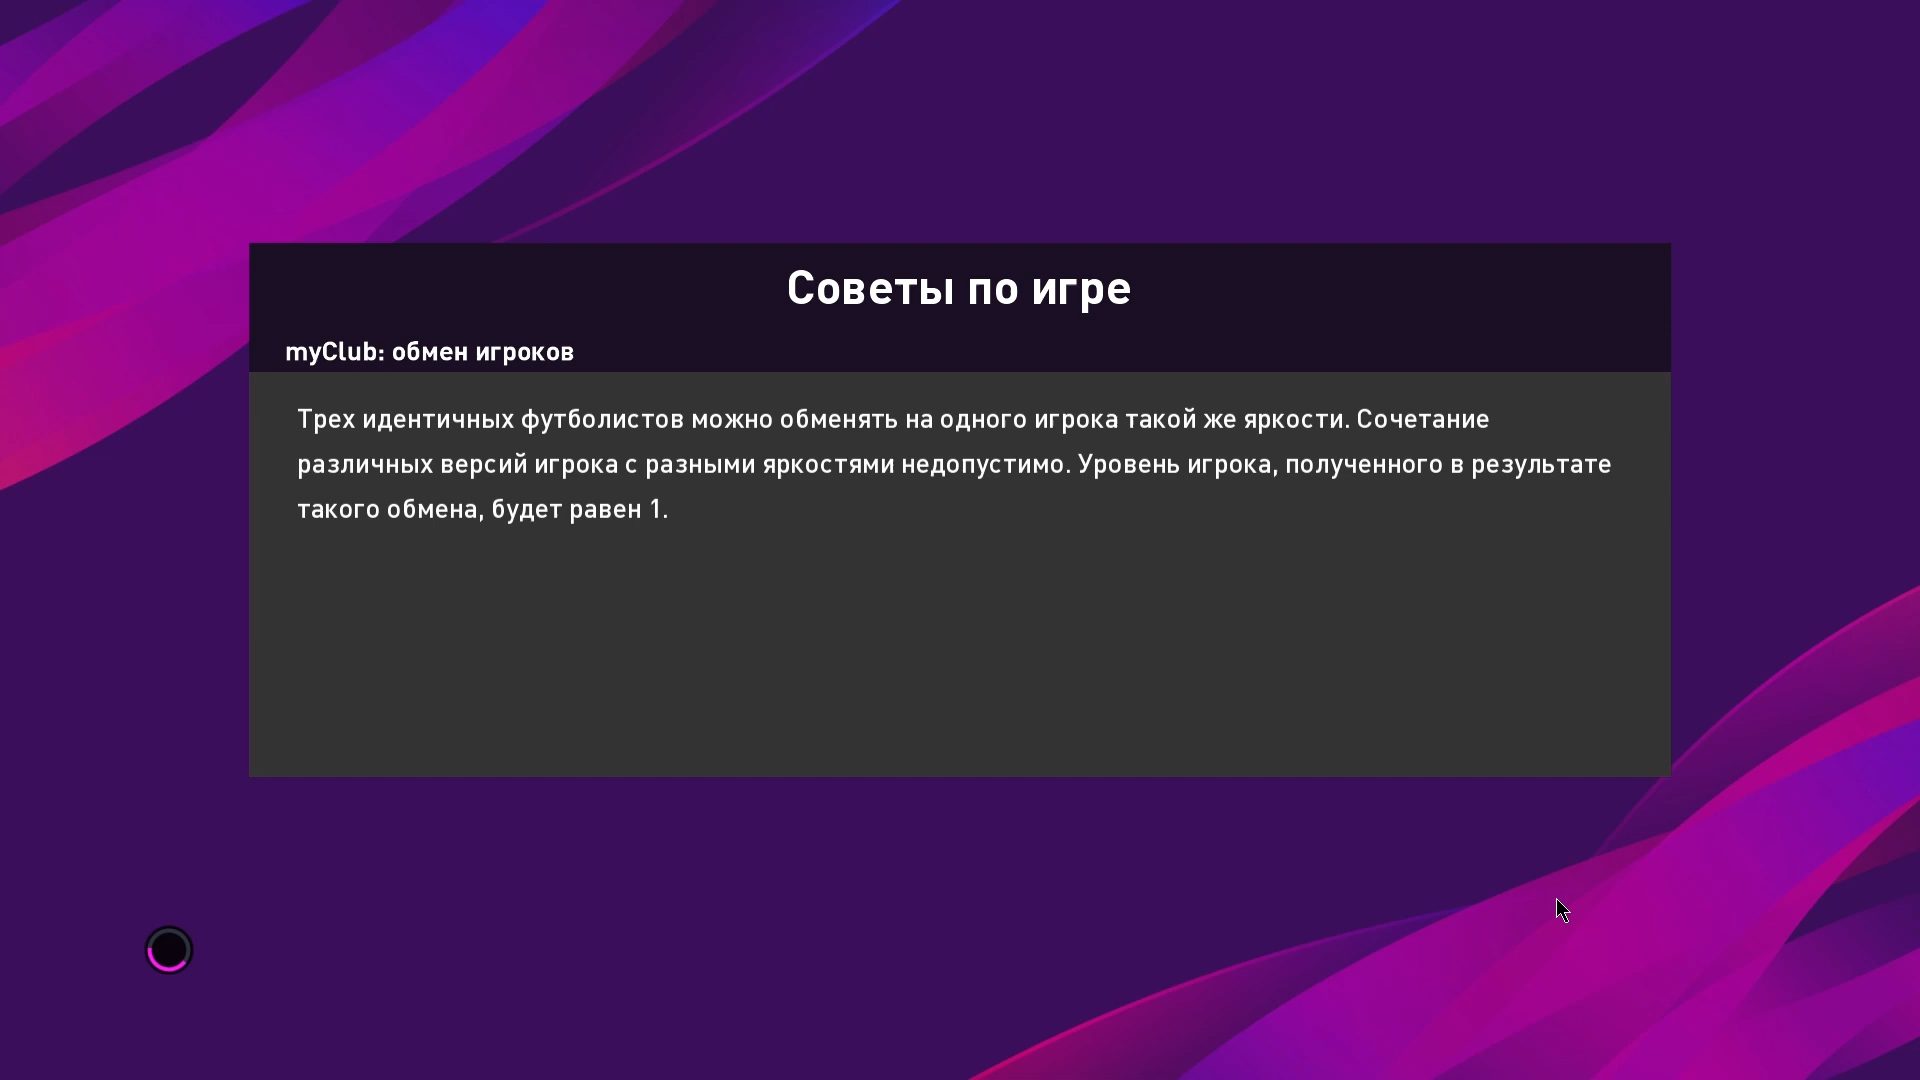 Советы по игре
myClub: обмен игроков
Трех идентичных футболистов можно обменять на одного игрока такой же яркости. Сочетание
различных версий игрока с разными яркостями недопустимо. Уровень игрока, полученного в результате
такого обмена, будет равен 1.